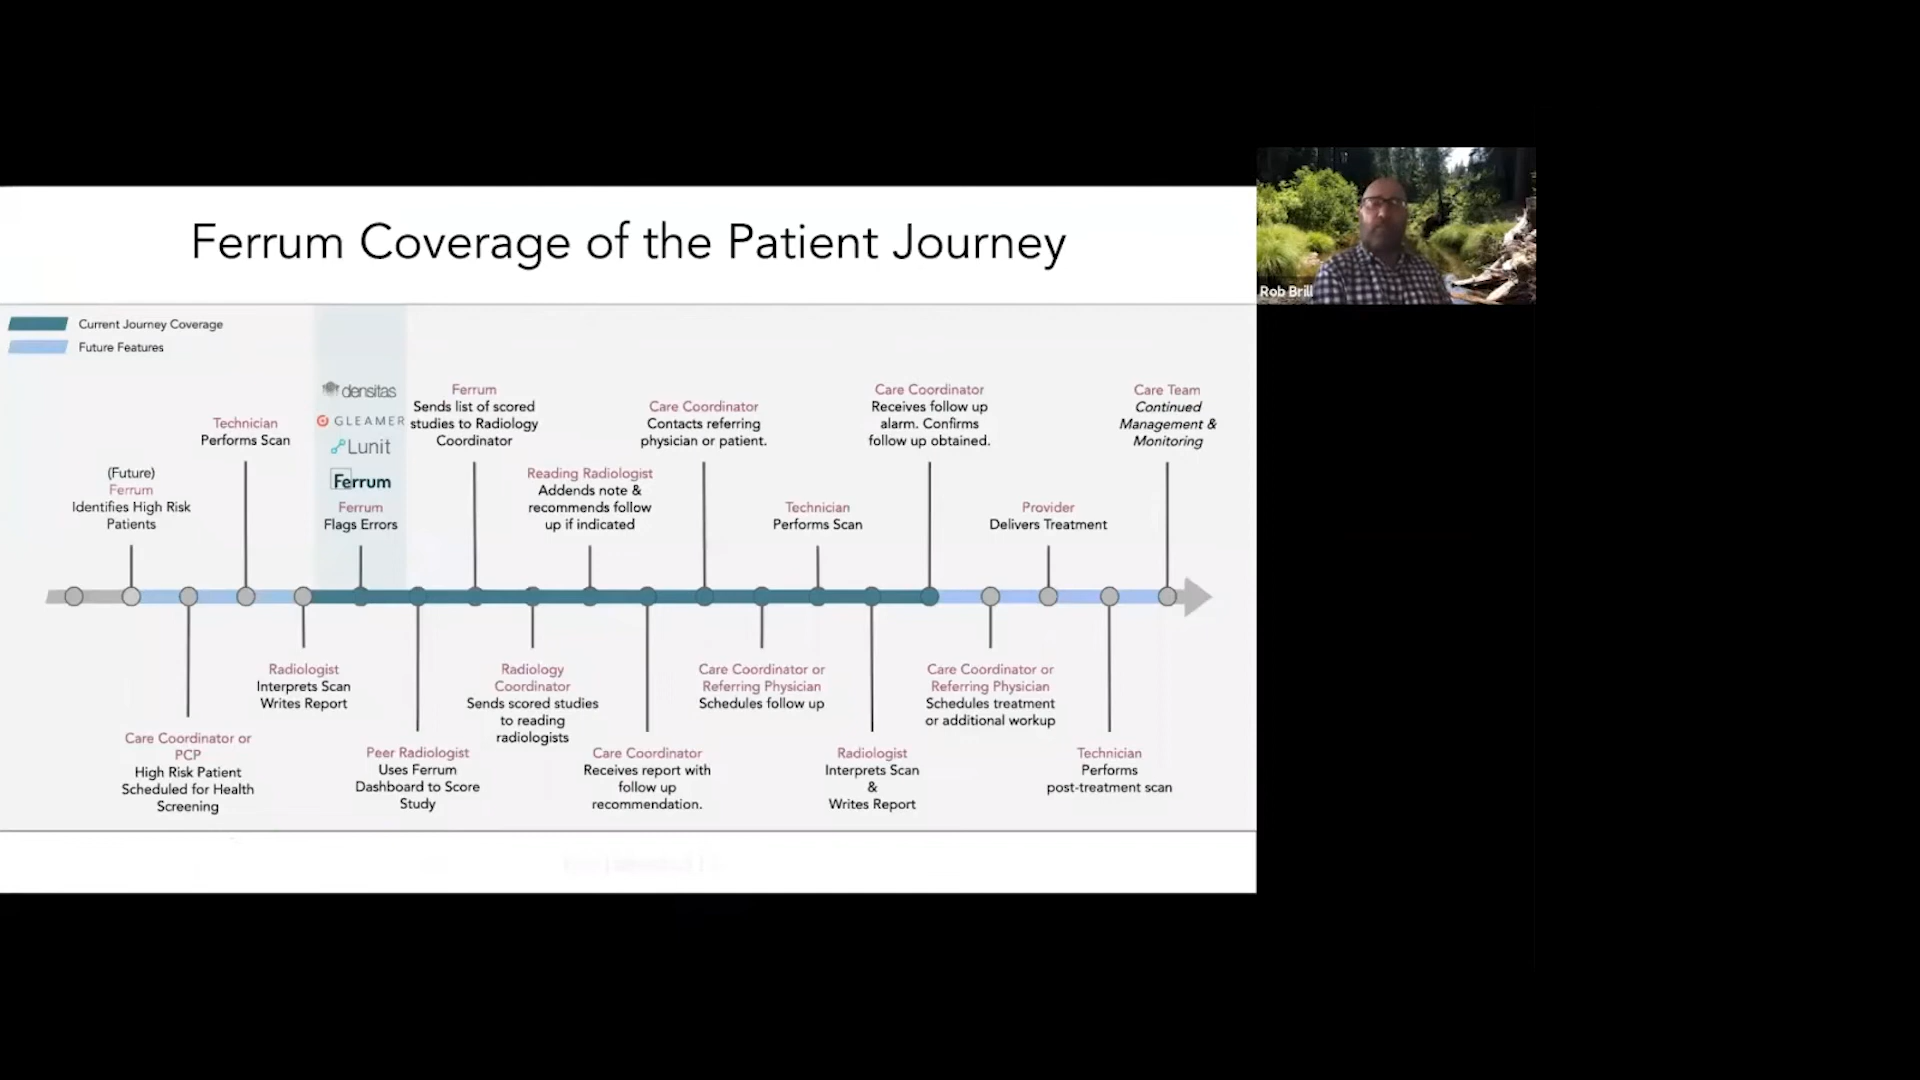 Ferrum Coverage of the Patient Journey
Rob Brill
Current Journey Coverage
Future Features
(Future)
Ferrum
Identifies High Risk
Patients
Technician
Performs Scan
densitas
GLEAMER
Lunit
Ferrum
Ferrum
Flags Errors
Ferrum
Sends list of scored
studies to Radiology
Coordinator
Reading Radiologist
Addends note &
recommends follow
up if indicated
Care Coordinator
Contacts referring
physician or patient.
Technician
Performs Scan
Care Coordinator
Receives follow up
alarm. Confirms
follow up obtained.
Provider
Delivers Treatment
Care Team
Continued
Management &
Monitoring
Care Coordinator or
PCP
High Risk Patient
Scheduled for Health
Screening
Radiologist
Interprets Scan
Writes Report
Peer Radiologist
Uses Ferrum
Dashboard to Score
Study
Radiology
Coordinator
Sends scored studies
to reading
radiologists
Care Coordinator
Receives report with
follow up
recommendation.
Care Coordinator or
Referring Physician
Schedules follow up
Radiologist
Interprets Scan
&
Writes Report
Care Coordinator or
Referring Physician
Schedules treatment
or additional workup
Technician
Performs
post-treatment scan